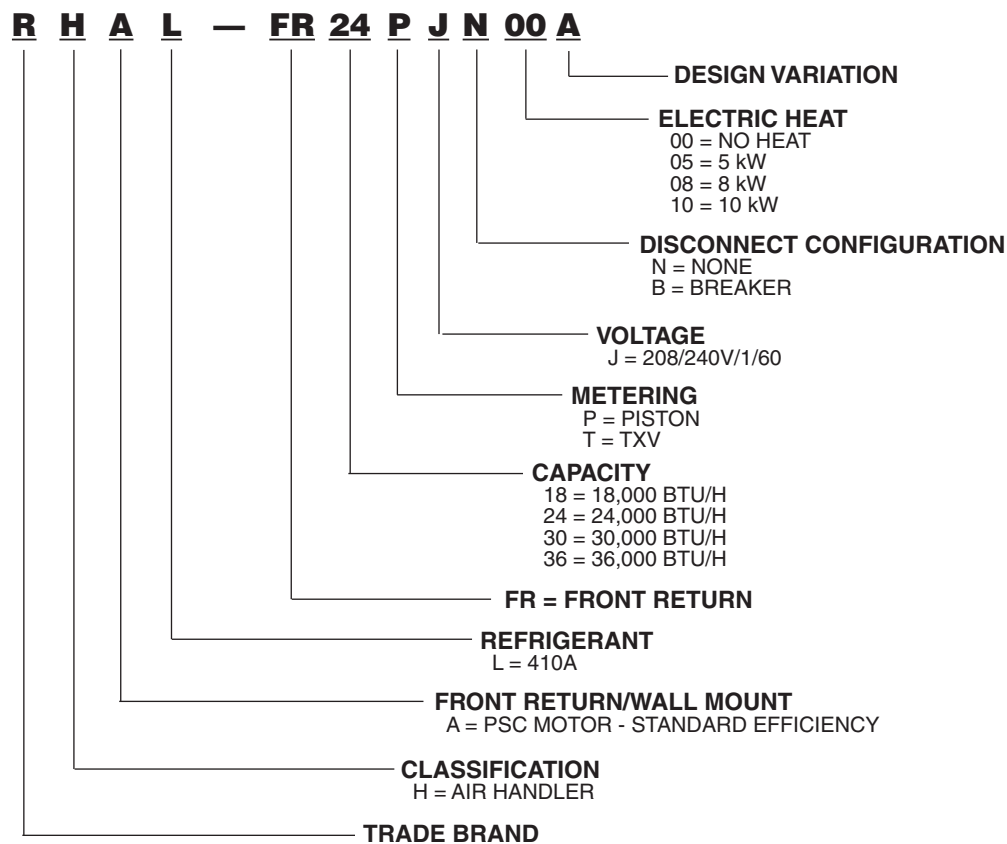 R H A L — FR 24 P J N 00 A
DESIGN VARIATION
ELECTRIC HEAT
00 = NO HEAT
05 = 5 kW
08 = 8 kW
10 = 10 kW
DISCONNECT CONFIGURATION
N = NONE
B = BREAKER
VOLTAGE
J = 208/240V/1/60
METERING
P = PISTON
T = TXV
CAPACITY
18 = 18,000 BTU/H
24 = 24,000 BTU/H
30 = 30,000 BTU/H
36 = 36,000 BTU/H
FR = FRONT RETURN
REFRIGERANT
L = 410A
FRONT RETURN/WALL MOUNT
A = PSC MOTOR - STANDARD EFFICIENCY
CLASSIFICATION
H = AIR HANDLER
TRADE BRAND